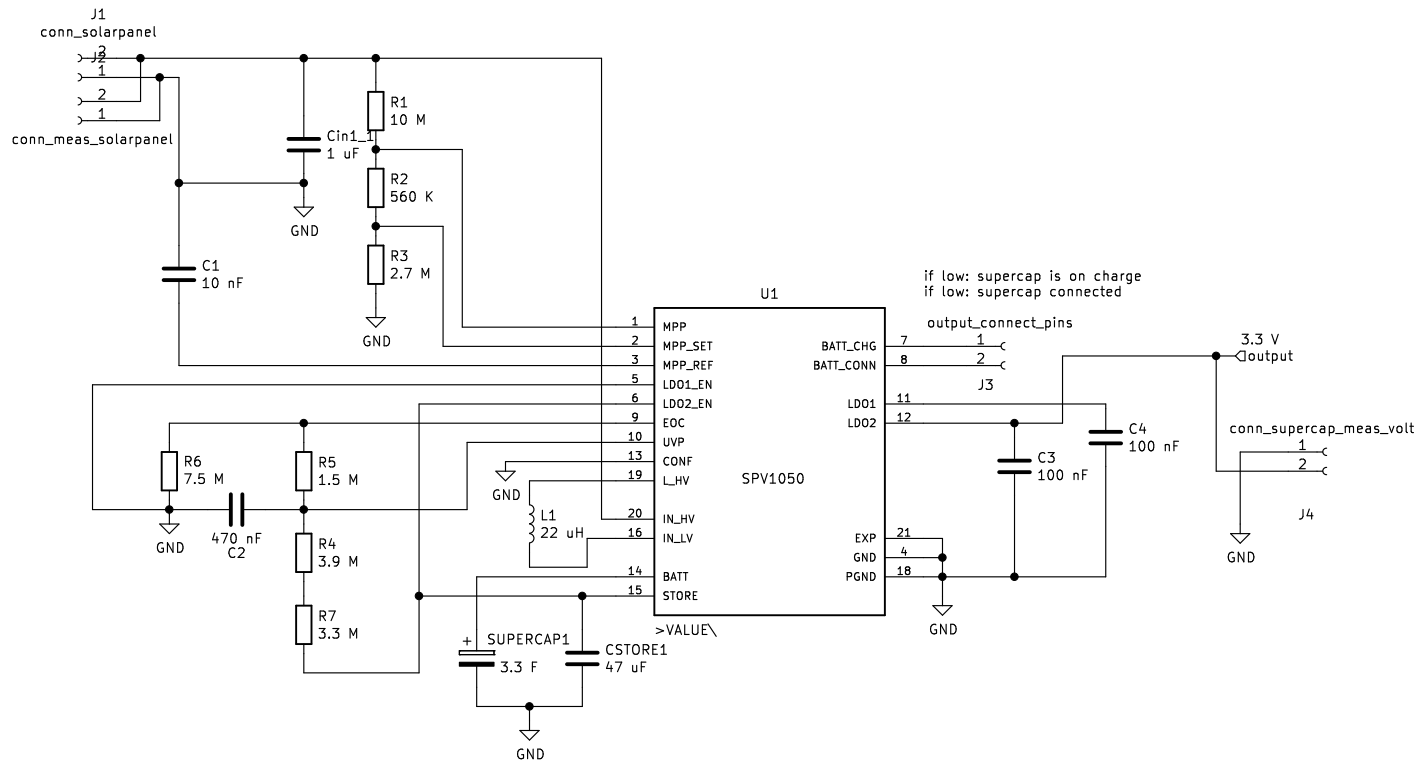 J1
conn_solarpanel
2
J2
1
2
1
conn_meas_solarpanel
Cin1_1
1 uF
R1
10 M
R2
560 K
GND
R3
2.7 M
C1
10 nF
GND
if low: supercap is on charge
if low: supercap connected
U1
output_connect_pins
1 MPP
2 MPP_SET
3 MPP_REF
5 LDO1_EN
6 LDO2_EN
9 EOC
10 UVP
13 CONF
19 L_HV
20 IN_HV
16 IN_LV
14 BATT
15 STORE
SPV1050
BATT_CHG 7 1
BATT_CONN 8 2
J3
LDO1 11
LDO2 12
EXP 21
GND 4
PGND 18
>VALUE\
3.3 V
output
C4
100 nF
C3
100 nF
conn_supercap_meas_volt
1
2
J4
GND
GND
R6
7.5 M
R5
1.5 M
GND
470 nF
C2
R4
3.9 M
R7
3.3 M
GND
L1
22 uH
+ SUPERCAP1
3.3 F
CSTORE1
47 uF
GND